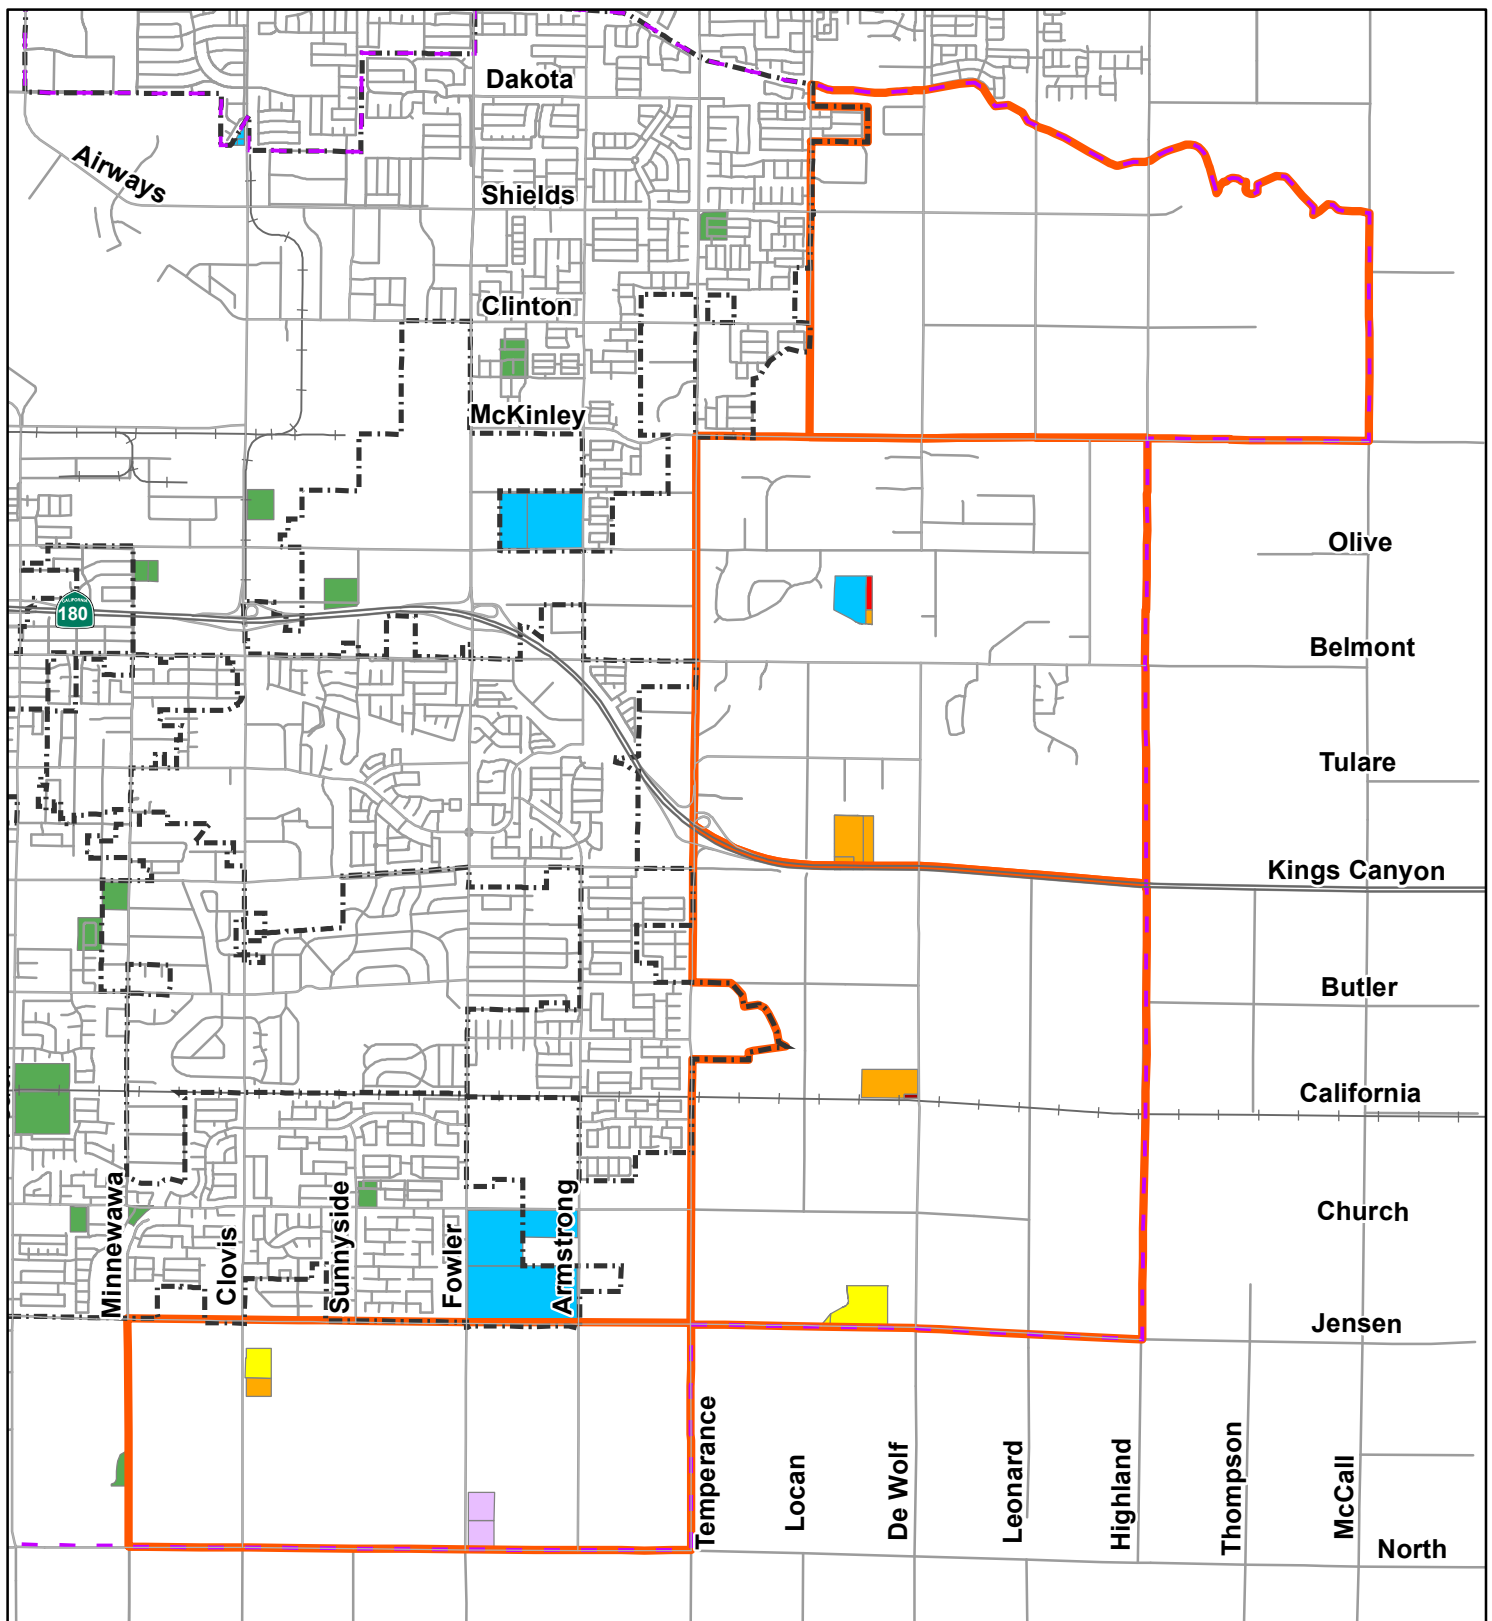 Dakota
Airways
Shields
Clinton
McKinley
Olive
CALIFORNIA
180
Belmont
Tulare
Kings Canyon
Butler
California
Church
Minnewawa
Clovis
Sunnyside
Fowler
Armstrong
Jensen
Temperance
Locan
De Wolf
Leonard
Highland
Thompson
McCall
North